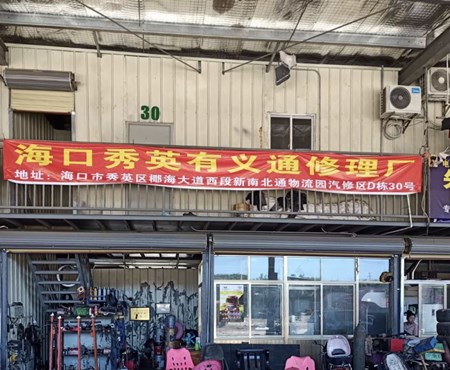 30
海口秀英有义通修理厂
地址：海口市秀英区椰海大道西段新南北通物流园汽修区D栋30号